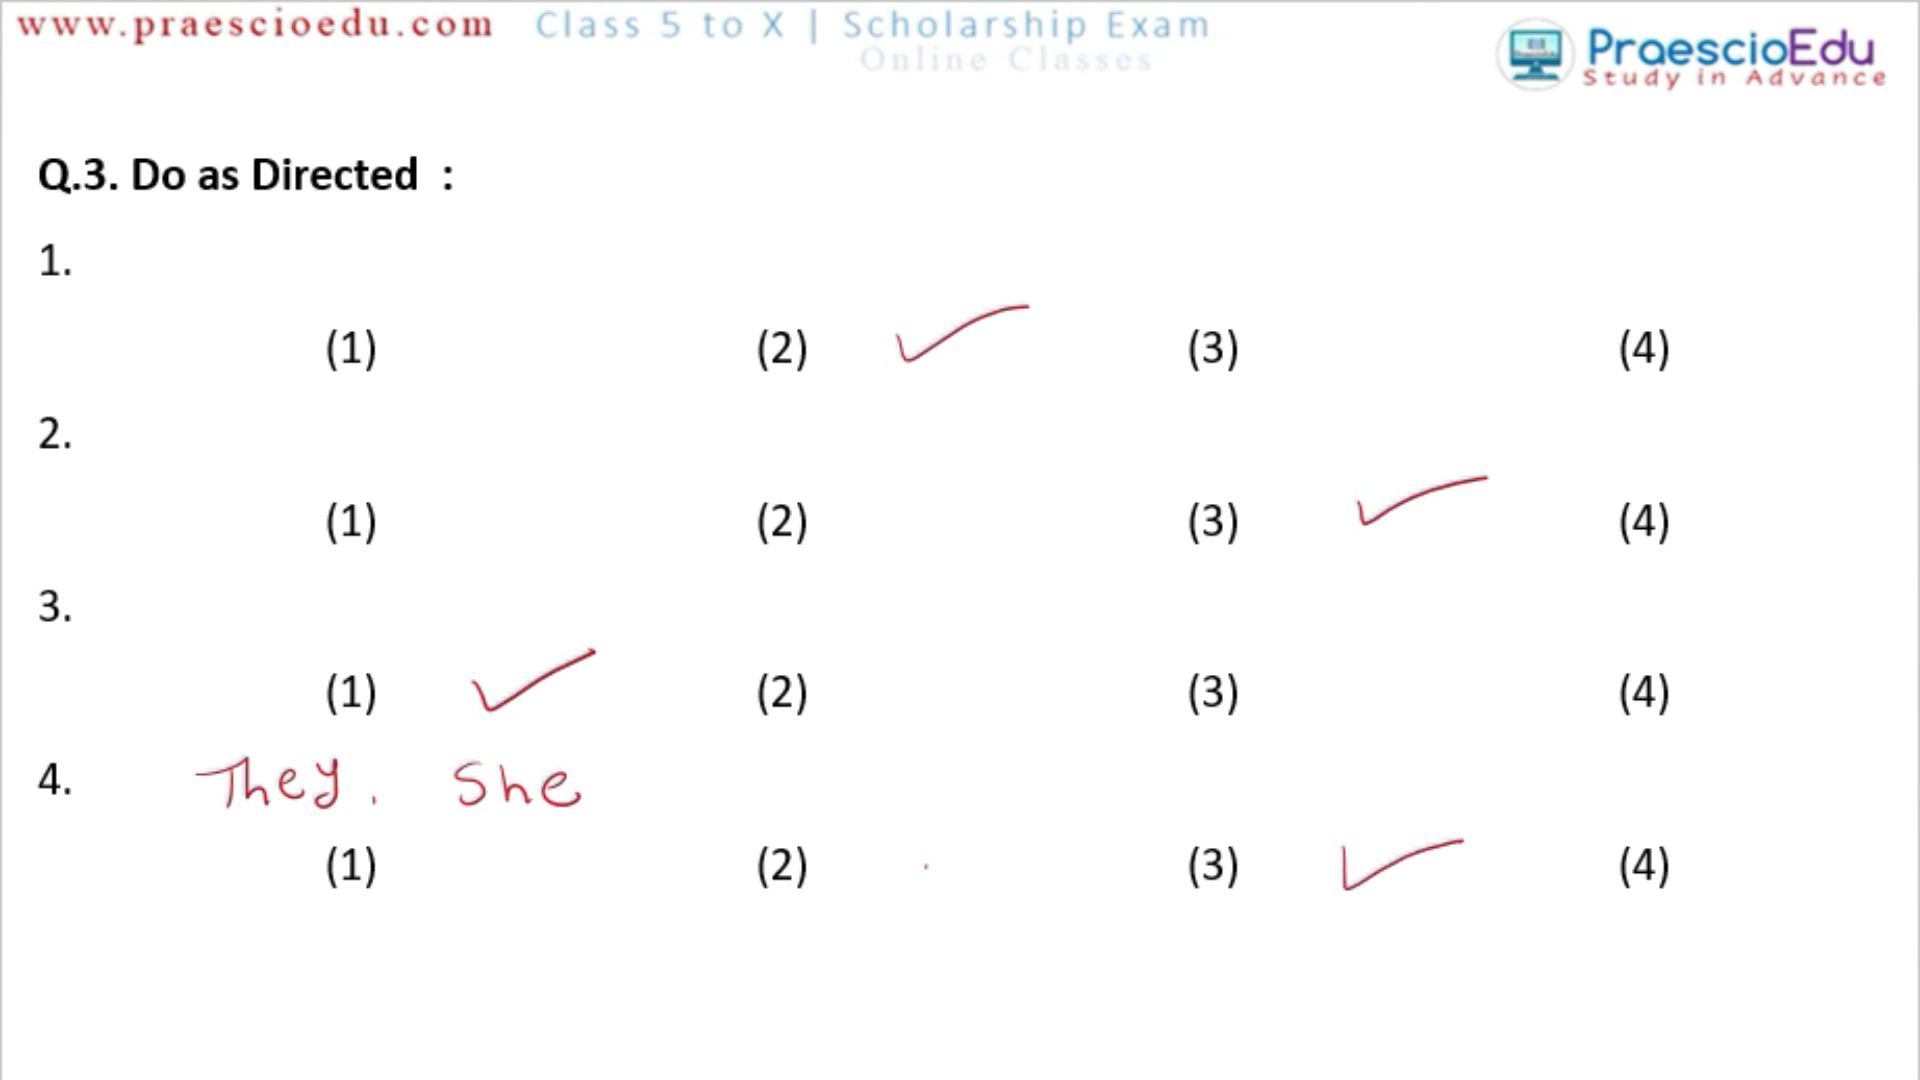 www.praescioedu.com Class 5 to X | Scholarship Exam
Online Classes
PraescioEdu
Study in Advance
Q.3. Do as Directed :
1.
(1) (2) (3) (4)
2.
(1) (2) (3) (4)
3.
(1) (2) (3) (4)
4. They. She
(1) (2) (3) (4)